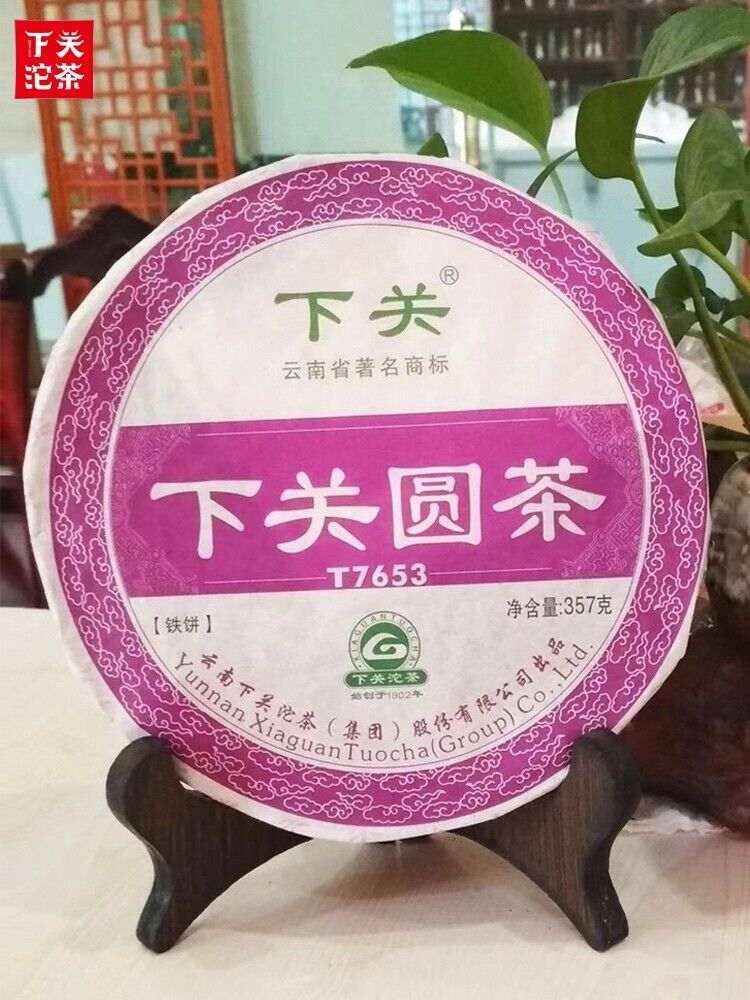 下关
沱茶
下关®
云南省著名商标
下关圆茶
T7653
【铁饼】
净含量:357克
XIAGUANTUOCHA
下关沱茶
始创于1902年
云南下关沱茶（集团）股份有限公司出品
Yunnan XiaguanTuocha(Group) Co.,Ltd.